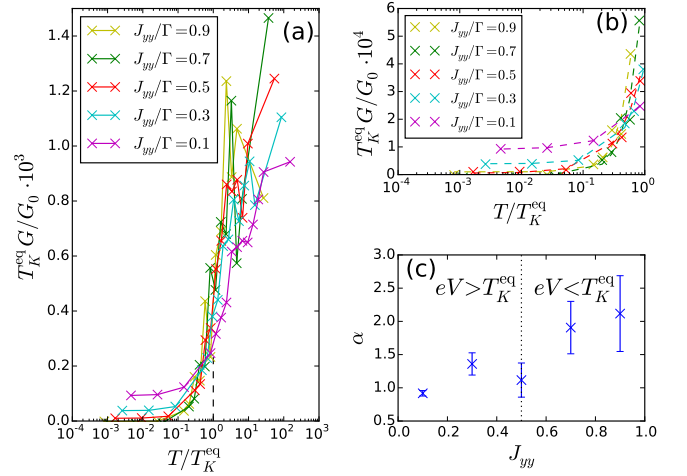 (a)
J_yy/Γ=0.9
J_yy/Γ=0.7
J_yy/Γ=0.5
J_yy/Γ=0.3
J_yy/Γ=0.1
T_K^eq G/G_0 · 10^3
1.4
1.2
1.0
0.8
0.6
0.4
0.2
0.0
10^-4 10^-3 10^-2 10^-1 10^0 10^1 10^2 10^3
T/T_K^eq
(b)
J_yy/Γ=0.9
J_yy/Γ=0.7
J_yy/Γ=0.5
J_yy/Γ=0.3
J_yy/Γ=0.1
T_K^eq G/G_0 · 10^4
6
5
4
3
2
1
0
10^-4 10^-3 10^-2 10^-1 10^0
T/T_K^eq
(c)
eV>T_K^eq eV<T_K^eq
α
3.0
2.5
2.0
1.5
1.0
0.5
0.0 0.2 0.4 0.6 0.8 1.0
J_yy